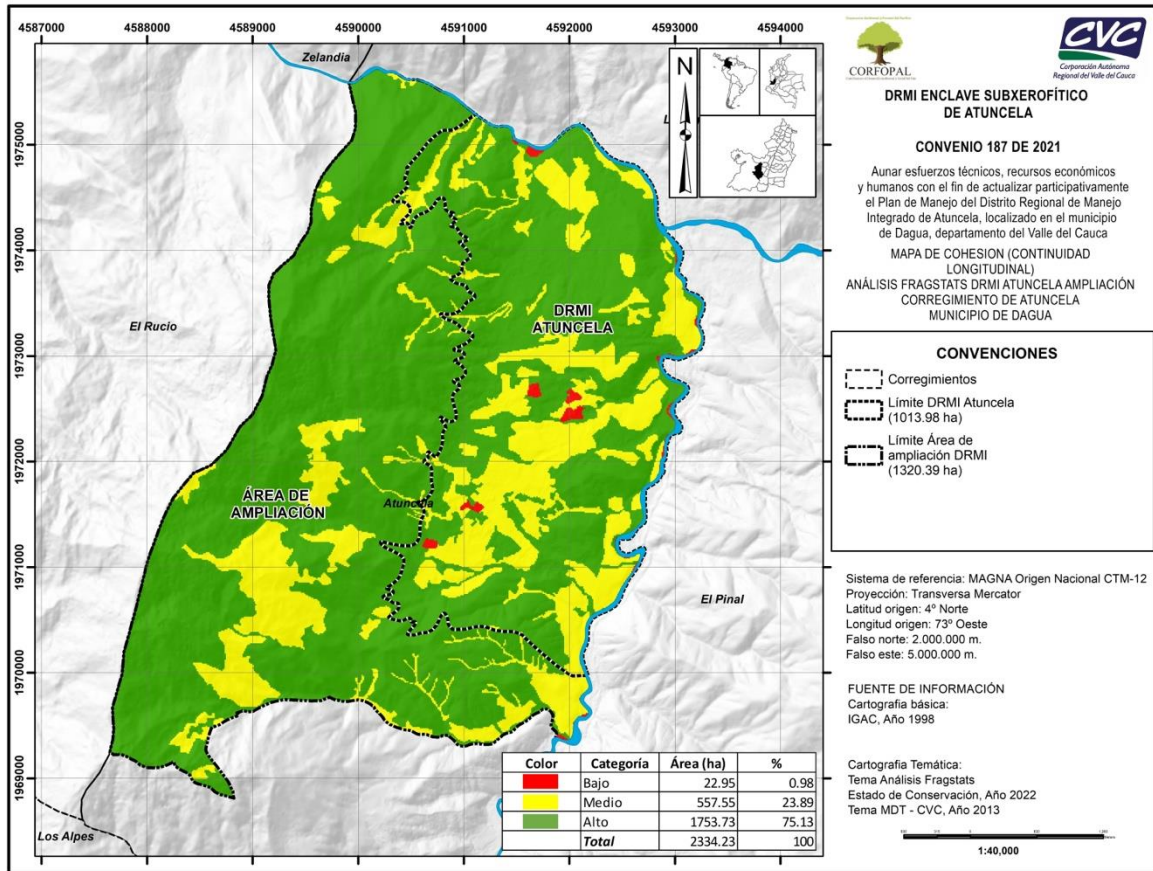 4587000 4588000 4589000 4590000 4591000 4592000 4593000 4594000
1975000
1974000
1973000
1972000
1971000
1970000
1969000
Zelandia
El Rucio
DRMI
ATUNCELA
ÁREA DE
AMPLIACIÓN
El Pinal
Los Alpes
N
Color Categoría Área (ha) %
Bajo 22.95 0.98
Medio 557.55 23.89
Alto 1753.73 75.13
Total 2334.23 100
CORFOPAL
CVC
Corporación Autónoma
Regional del Valle del Cauca
DRMI ENCLAVE SUBXEROFÍTICO
DE ATUNCELA
CONVENIO 187 DE 2021
Aunar esfuerzos técnicos, recursos económicos
y humanos con el fin de actualizar participativamente
el Plan de Manejo del Distrito Regional de Manejo
Integrado de Atuncela, localizado en el municipio
de Dagua, departamento del Valle del Cauca
MAPA DE COHESION (CONTINUIDAD
LONGITUDINAL)
ANÁLISIS FRAGSTATS DRMI ATUNCELA AMPLIACIÓN
CORREGIMIENTO DE ATUNCELA
MUNICIPIO DE DAGUA
CONVENCIONES
Corregimientos
Límite DRMI Atuncela
(1013.98 ha)
Límite Área de
ampliación DRMI
(1320.39 ha)
Sistema de referencia: MAGNA Origen Nacional CTM-12
Proyección: Transversa Mercator
Latitud origen: 4º Norte
Longitud origen: 73º Oeste
Falso norte: 2.000.000 m.
Falso este: 5.000.000 m.
FUENTE DE INFORMACIÓN
Cartografia básica:
IGAC, Año 1998
Cartografia Temática:
Tema Análisis Fragstats
Estado de Conservación, Año 2022
Tema MDT - CVC, Año 2013
1:40,000